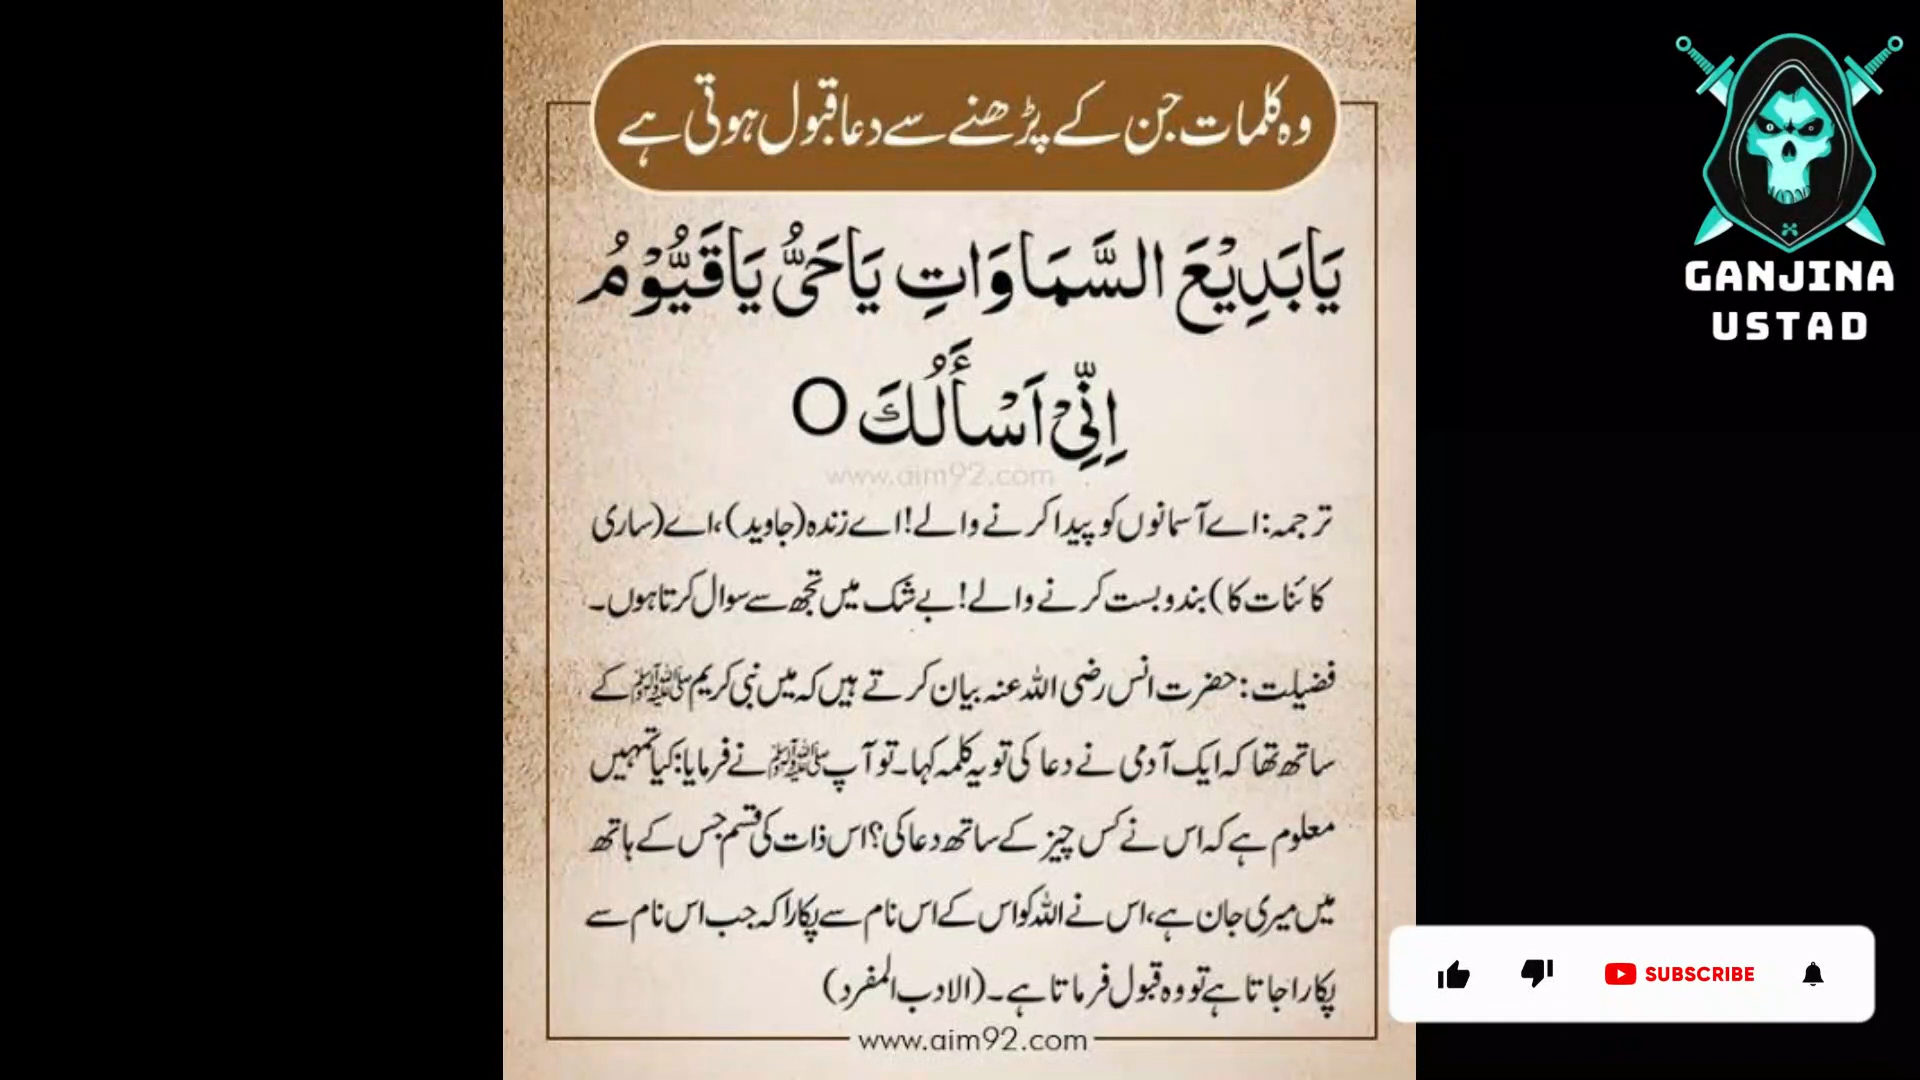 وہ کلمات جن کے پڑھنے سے دعا قبول ہوتی ہے
يَا بَدِيْعَ السَّمَاوَاتِ يَاحَيُّ يَاقَيُّوْمُ
اِنِّيْ اَسْأَلُكَ O
www.aim92.com
ترجمہ: اے آسمانوں کو پیدا کرنے والے! اے زندہ (جاوید)، اے (ساری
کائنات کا) بندوبست کرنے والے! بے شک میں تجھ سے سوال کرتا ہوں۔
فضیلت: حضرت انس رضی اللہ عنہ بیان کرتے ہیں کہ میں نبی کریم ﷺ کے
ساتھ تھا کہ ایک آدمی نے دعا کی تو یہ کلمہ کہا۔ تو آپ ﷺ نے فرمایا: کیا تمہیں
معلوم ہے کہ اس نے کس چیز کے ساتھ دعا کی؟ اس ذات کی قسم جس کے ہاتھ
میں میری جان ہے، اس نے اللہ کو اس کے اس نام سے پکارا کہ جب اس نام سے
پکارا جاتا ہے تو وہ قبول فرماتا ہے۔ (الادب المفرد)
www.aim92.com
GANJINA
USTAD
SUBSCRIBE